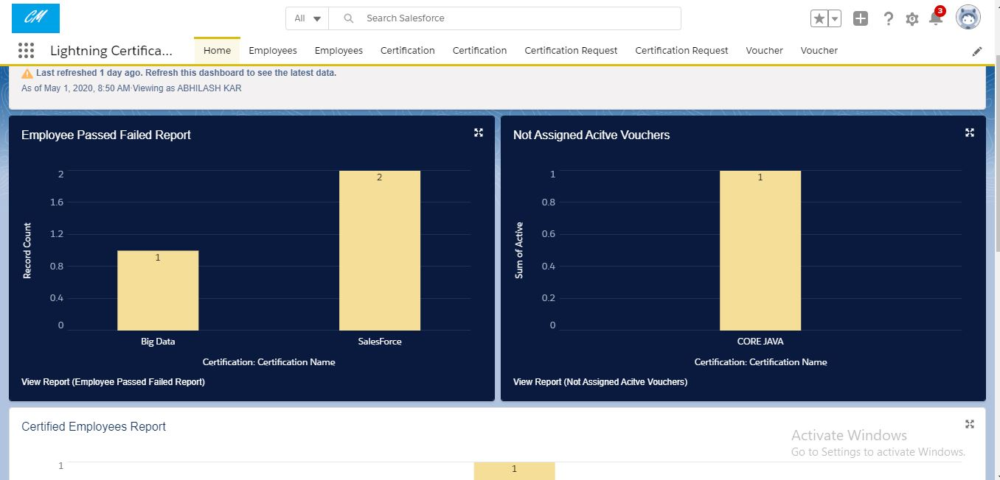 CM
All
Search Salesforce
3
Lightning Certifica...
Home
Employees
Employees
Certification
Certification
Certification Request
Certification Request
Voucher
Voucher
Last refreshed 1 day ago. Refresh this dashboard to see the latest data.
As of May 1, 2020, 8:50 AM·Viewing as ABHILASH KAR
Employee Passed Failed Report
Record Count
2
1.6
1.2
0.8
0.4
0
1
2
Big Data
SalesForce
Certification: Certification Name
View Report (Employee Passed Failed Report)
Not Assigned Acitve Vouchers
Sum of Active
1
0.8
0.6
0.4
0.2
0
1
CORE JAVA
Certification: Certification Name
View Report (Not Assigned Acitve Vouchers)
Certified Employees Report
1
1
Activate Windows
Go to Settings to activate Windows.